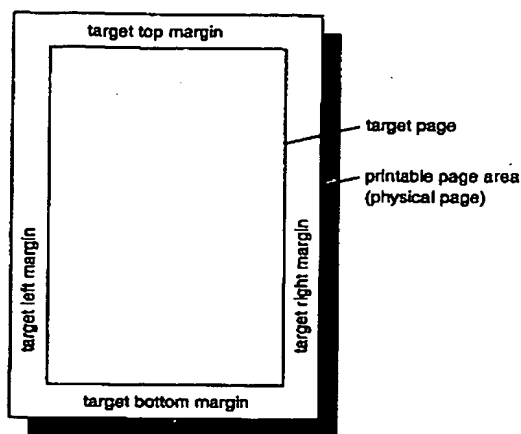 target top margin
target page
printable page area
(physical page)
target left margin
target right margin
target bottom margin